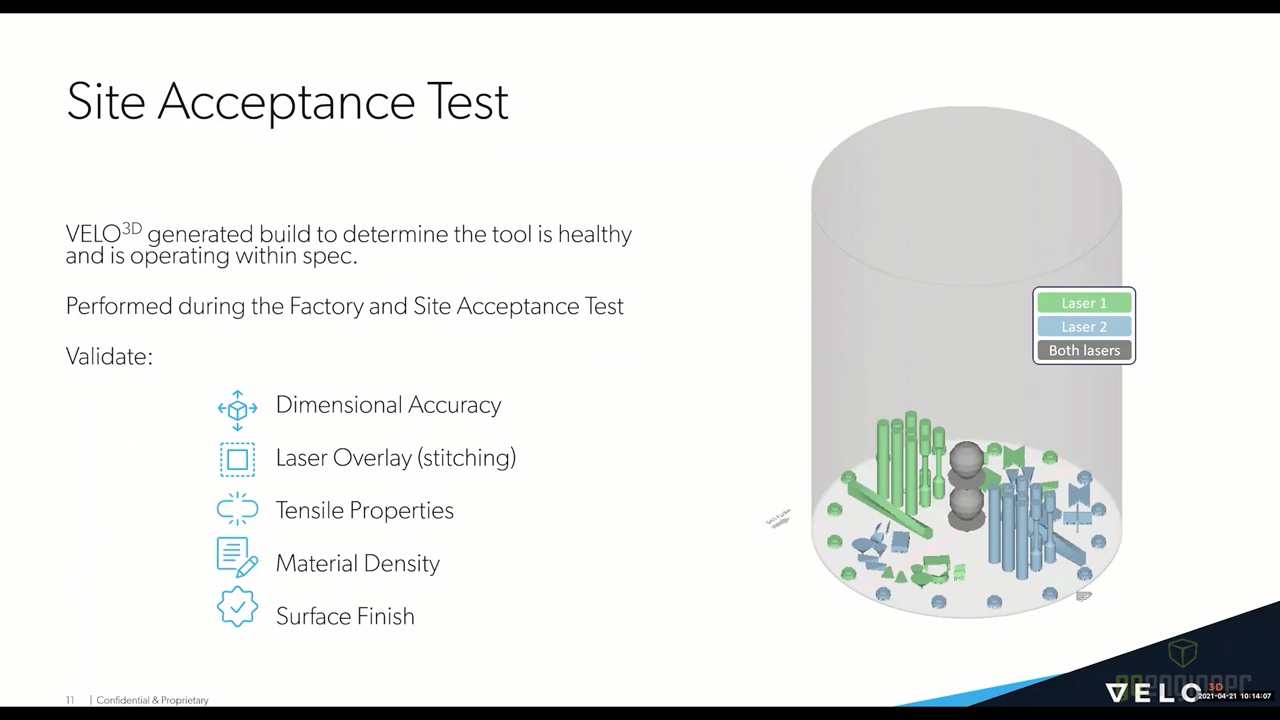 Site Acceptance Test
VELO3D generated build to determine the tool is healthy
and is operating within spec.
Performed during the Factory and Site Acceptance Test
Validate:
Dimensional Accuracy
Laser Overlay (stitching)
Tensile Properties
Material Density
Surface Finish
Laser 1
Laser 2
Both lasers
11 | Confidential & Proprietary
VELO 3D
2021-04-21 10:14:07